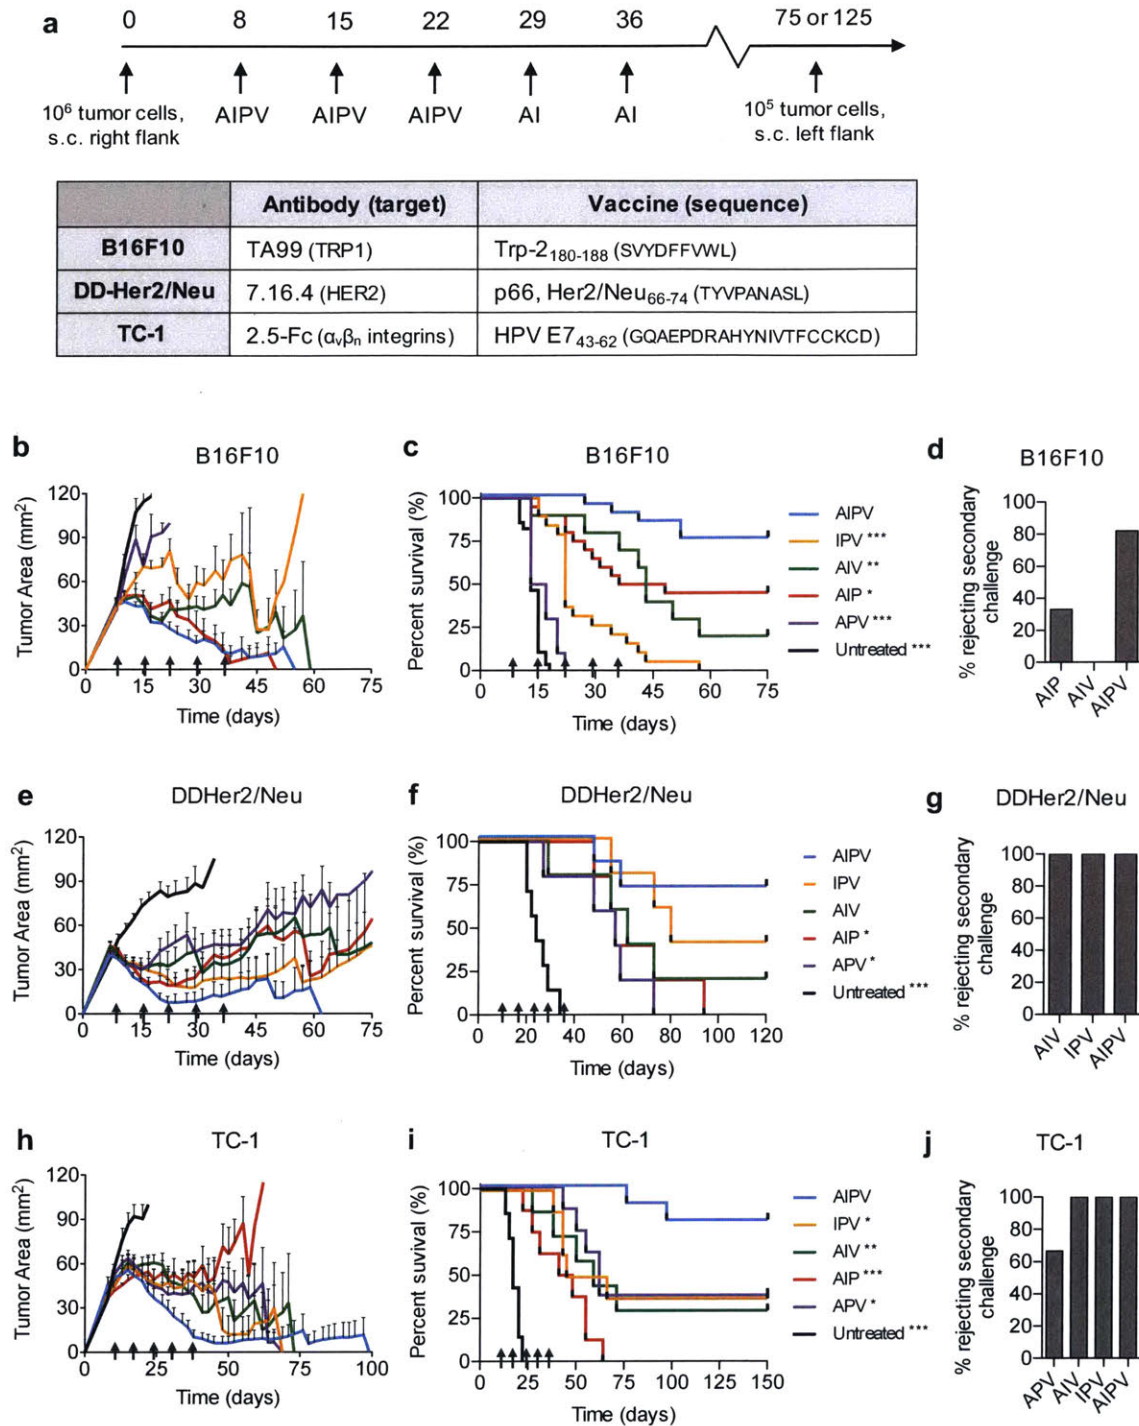 a
0 8 15 22 29 36 75 or 125
10⁶ tumor cells, s.c. right flank
AIPV AIPV AIPV AI AI
10⁵ tumor cells, s.c. left flank
Antibody (target) Vaccine (sequence)
B16F10 TA99 (TRP1) Trp-2₁₈₀₋₁₈₈ (SVYDFFVWL)
DD-Her2/Neu 7.16.4 (HER2) p66, Her2/Neu₆₆₋₇₄ (TYVPANASL)
TC-1 2.5-Fc (αᵥβₙ integrins) HPV E7₄₃₋₆₂ (GQAEPDRAHYNIVTFCCKCD)
b
B16F10
Tumor Area (mm²)
120
90
60
30
0
0 15 30 45 60 75
Time (days)
c
B16F10
Percent survival (%)
100
75
50
25
0
0 15 30 45 60 75
Time (days)
AIPV
IPV ***
AIV **
AIP *
APV ***
Untreated ***
d
B16F10
% rejecting secondary challenge
100
80
60
40
20
0
AIP AIV AIPV
e
DDHer2/Neu
Tumor Area (mm²)
120
90
60
30
0
0 15 30 45 60 75
Time (days)
f
DDHer2/Neu
Percent survival (%)
100
75
50
25
0
0 20 40 60 80 100 120
Time (days)
AIPV
IPV
AIV
AIP *
APV *
Untreated ***
g
DDHer2/Neu
% rejecting secondary challenge
100
80
60
40
20
0
AIV IPV AIPV
h
TC-1
Tumor Area (mm²)
120
90
60
30
0
0 50 75 100
Time (days)
i
TC-1
Percent suvival (%)
100
75
50
25
0
0 25 50 75 100 125 150
Time (days)
AIPV
IPV *
AIV **
AIP ***
APV *
Untreated ***
j
TC-1
% rejecting secondary challenge
100
80
60
40
20
0
APV AIV IPV AIPV